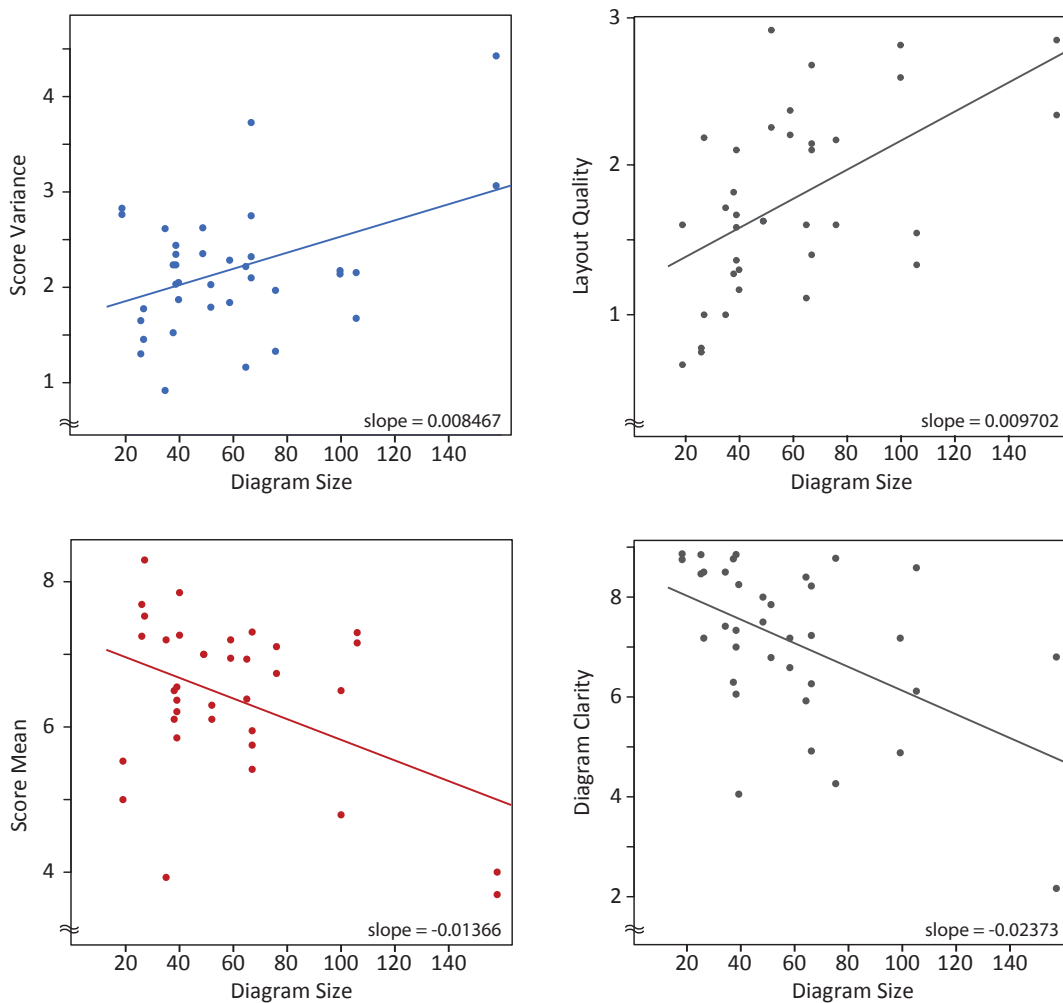 Score Variance
4
3
2
1
≈
slope = 0.008467
20 40 60 80 100 120 140
Diagram Size
Layout Quality
3
2
1
≈
slope = 0.009702
20 40 60 80 100 120 140
Diagram Size
Score Mean
8
6
4
≈
slope = -0.01366
20 40 60 80 100 120 140
Diagram Size
Diagram Clarity
8
6
4
2
≈
slope = -0.02373
20 40 60 80 100 120 140
Diagram Size